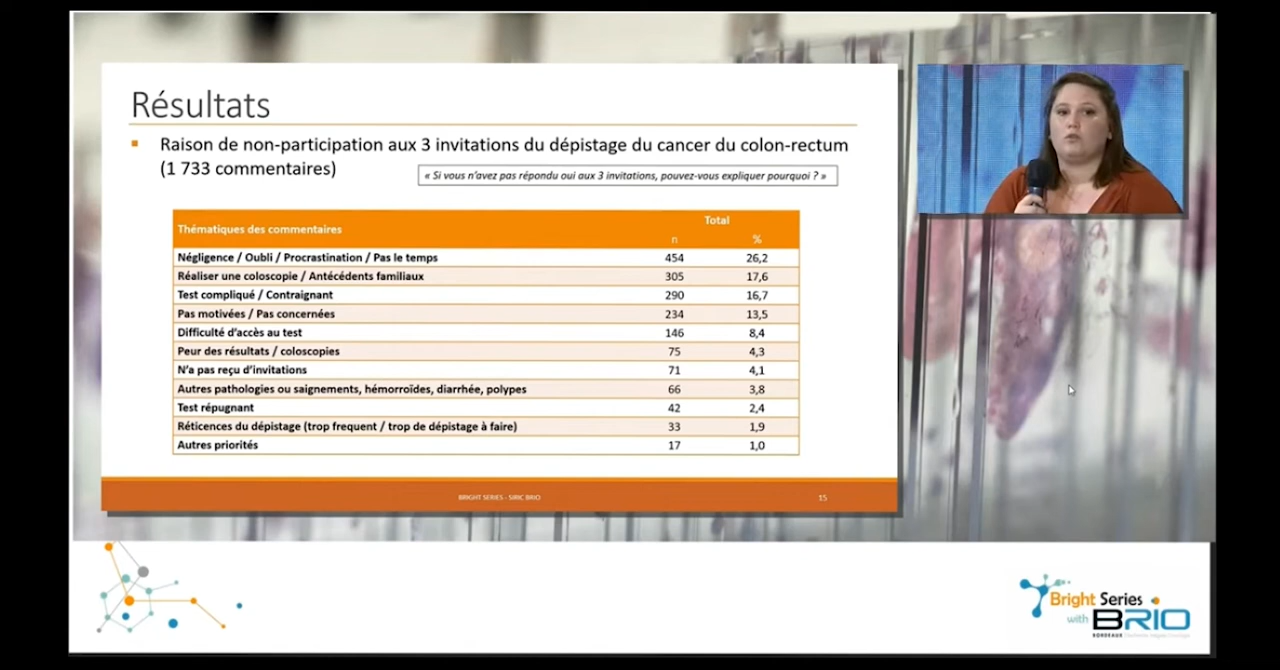 Résultats
Raison de non-participation aux 3 invitations du dépistage du cancer du colon-rectum
(1 733 commentaires)
« Si vous n'avez pas répondu oui aux 3 invitations, pouvez-vous expliquer pourquoi ? »
Thématiques des commentaires Total
n %
Négligence / Oubli / Procrastination / Pas le temps 454 26,2
Réaliser une coloscopie / Antécédents familiaux 305 17,6
Test compliqué / Contraignant 290 16,7
Pas motivées / Pas concernées 234 13,5
Difficulté d'accès au test 146 8,4
Peur des résultats / coloscopies 75 4,3
N'a pas reçu d'invitations 71 4,1
Autres pathologies ou saignements, hémorroïdes, diarrhée, polypes 66 3,8
Test répugnant 42 2,4
Réticences du dépistage (trop frequent / trop de dépistage à faire) 33 1,9
Autres priorités 17 1,0
BRIGHT SERIES - SIRIC BRIO 15
Bright Series
with BRIO
BORDEAUX